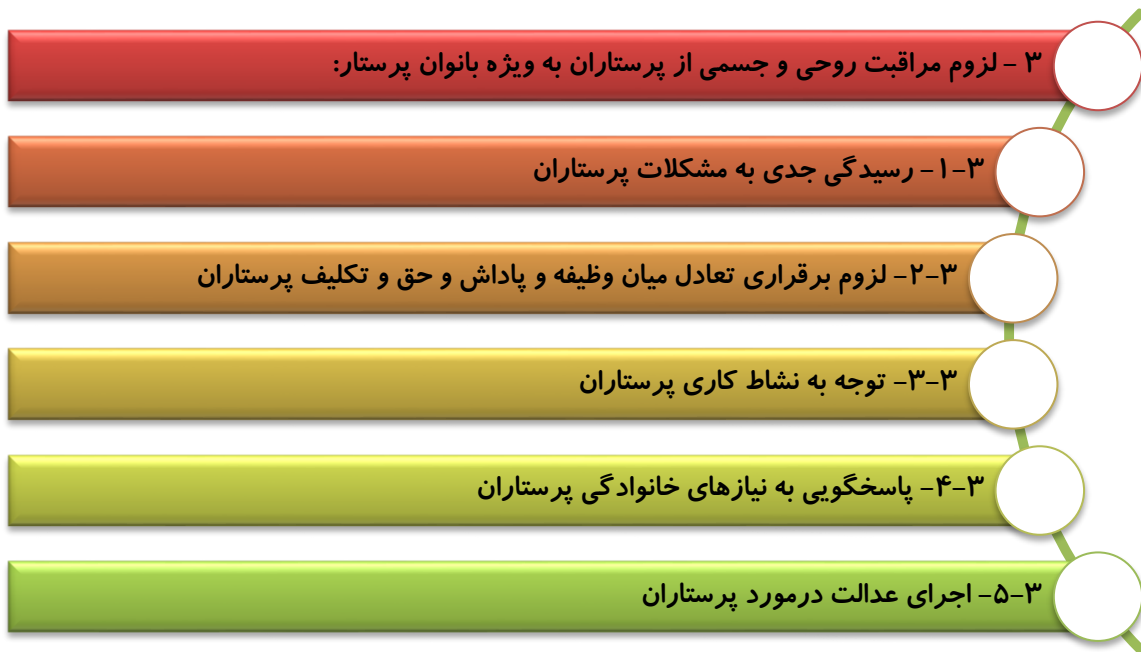 ۳ – لزوم مراقبت روحی و جسمی از پرستاران به ویژه بانوان پرستار:
۳-۱- رسیدگی جدی به مشکلات پرستاران
۳-۲- لزوم برقراری تعادل میان وظیفه و پاداش و حق و تکلیف پرستاران
۳-۳- توجه به نشاط کاری پرستاران
۳-۴- پاسخگویی به نیازهای خانوادگی پرستاران
۳-۵- اجرای عدالت درمورد پرستاران